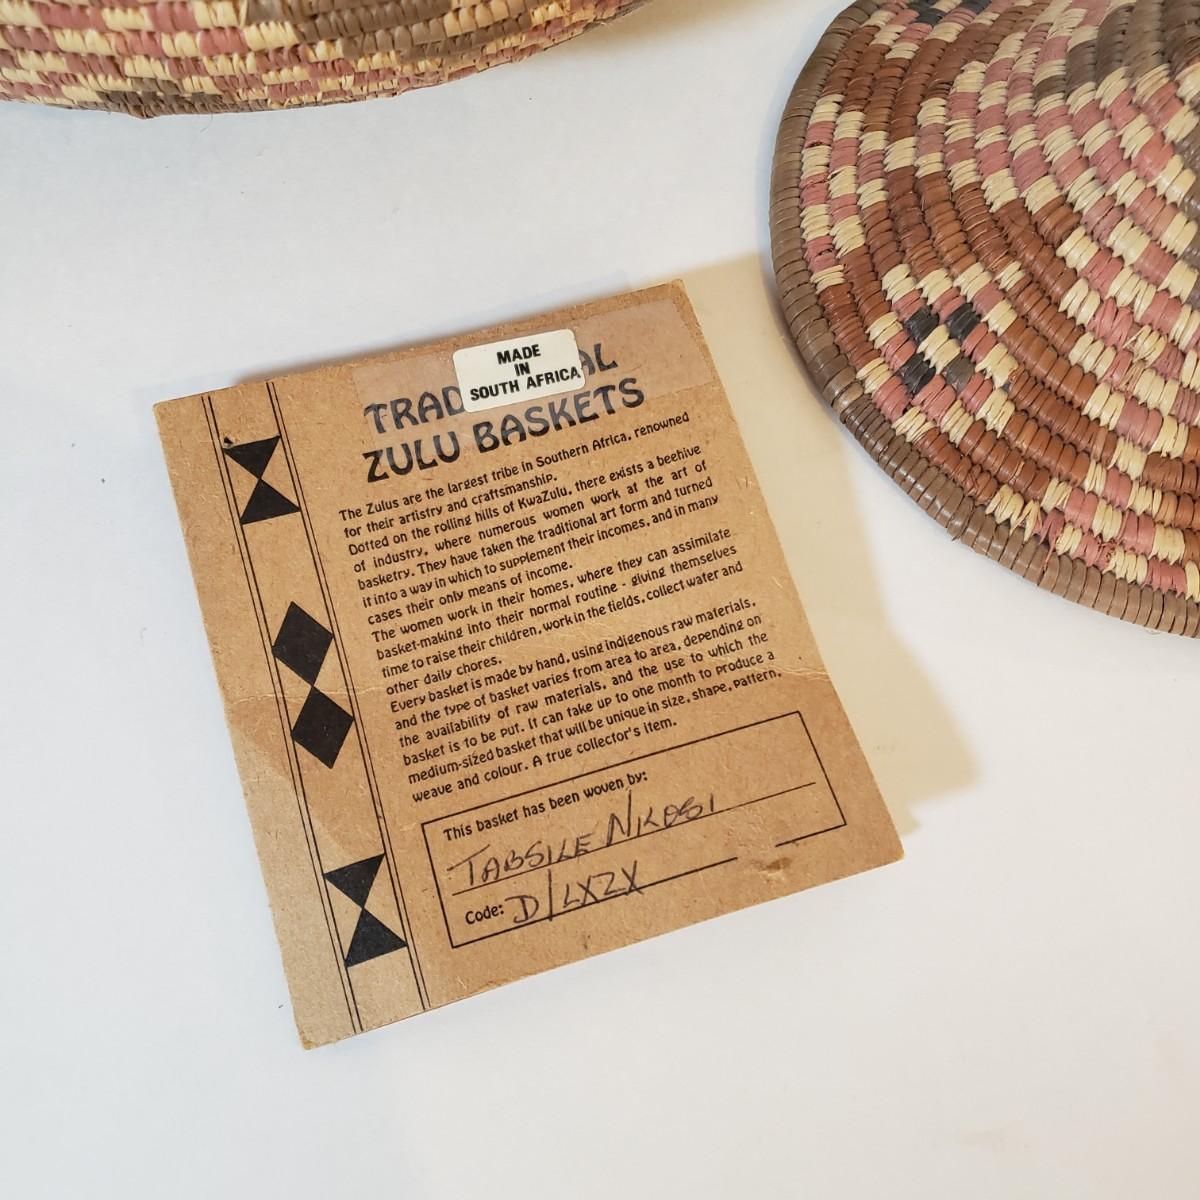 MADE
IN
SOUTH AFRICA
TRAD AL
ZULU BASKETS
The Zulus are the largest tribe in Southern Africa, renowned
for their artistry and craftsmanship.
Dotted on the rolling hills of KwaZulu, there exists a beehive
of industry, where numerous women work at the art of
basketry. They have taken the traditional art form and turned
it into a way in which to supplement their incomes, and in many
cases their only means of income.
The women work in their homes, where they can assimilate
basket-making into their normal routine - giving themselves
time to raise their children, work in the fields, collect water and
other daily chores.
Every basket is made by hand, using indigenous raw materials,
and the type of basket varies from area to area, depending on
the availability of raw materials, and the use to which the
basket is to be put. It can take up to one month to produce a
medium-sized basket that will be unique in size, shape, pattern,
weave and colour. A true collector's item.
This basket has been woven by:
TABSILE NKOSI
Code: D/LXZX